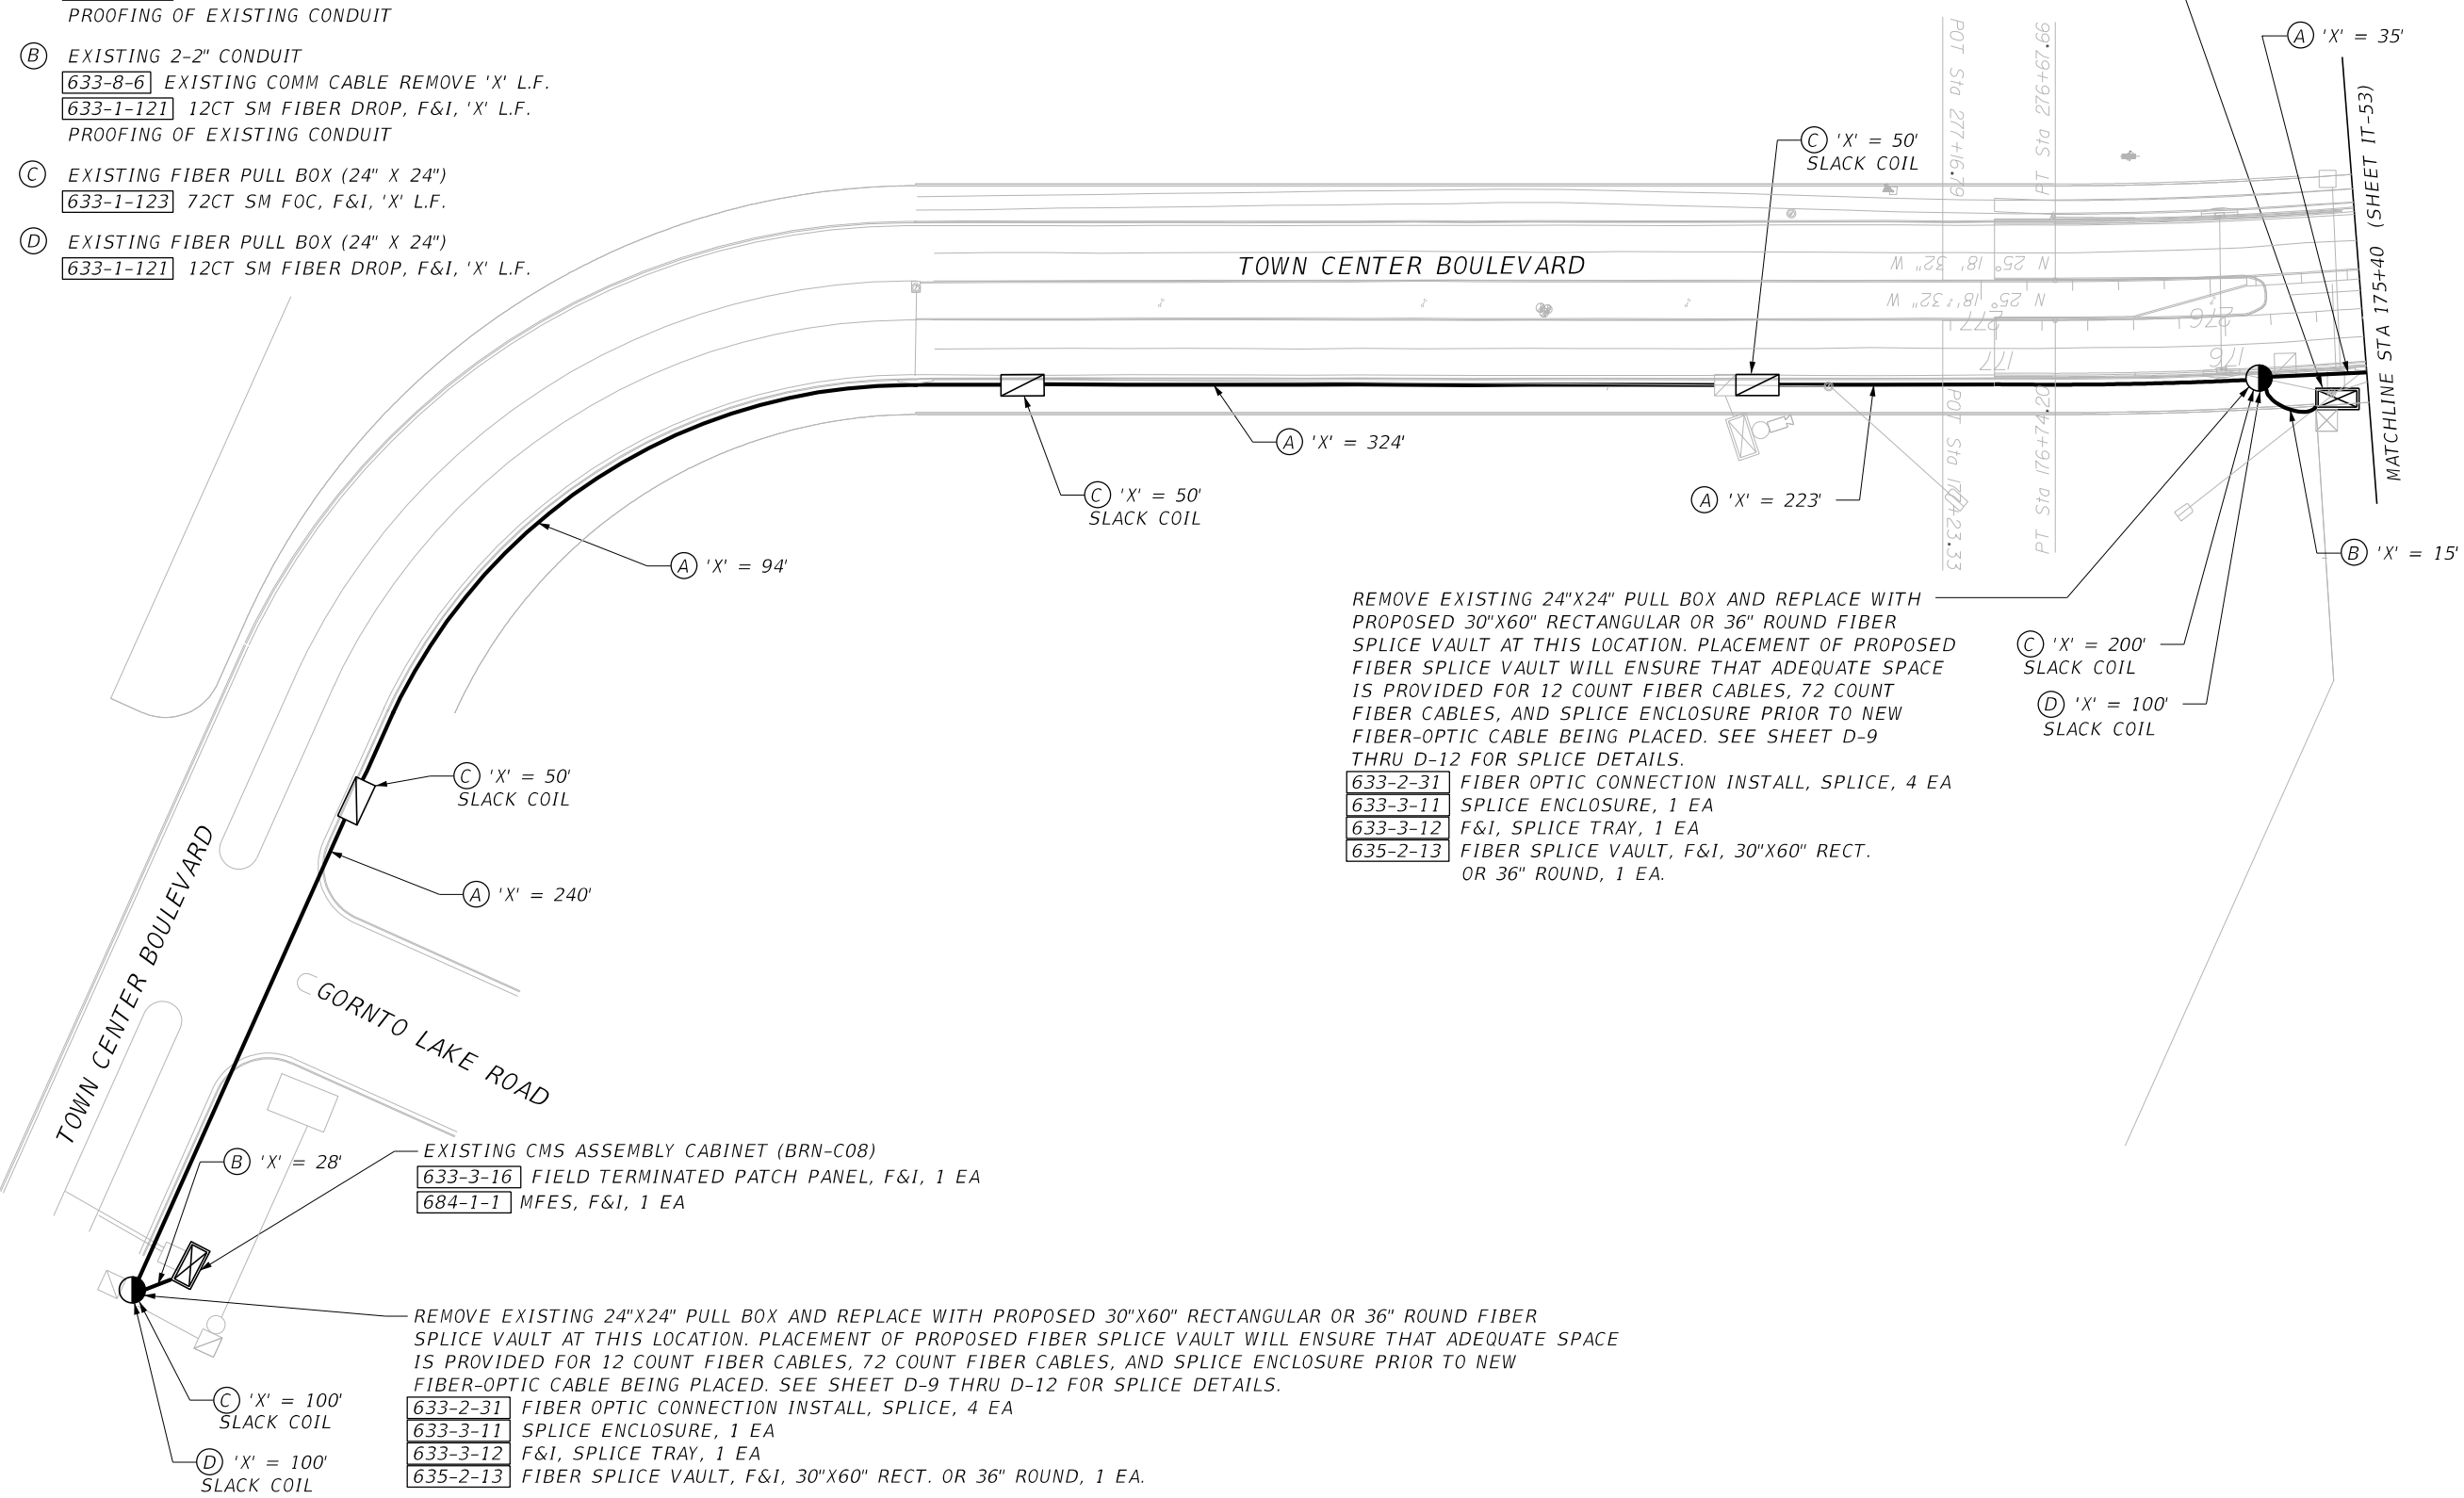 PROOFING OF EXISTING CONDUIT
B EXISTING 2-2" CONDUIT
633-8-6 EXISTING COMM CABLE REMOVE 'X' L.F.
633-1-121 12CT SM FIBER DROP, F&I, 'X' L.F.
PROOFING OF EXISTING CONDUIT
C EXISTING FIBER PULL BOX (24" X 24")
633-1-123 72CT SM FOC, F&I, 'X' L.F.
D EXISTING FIBER PULL BOX (24" X 24")
633-1-121 12CT SM FIBER DROP, F&I, 'X' L.F.
A 'X' = 35'
MATCHLINE STA 175+40 (SHEET IT-53)
POT Sta 277+16.79
PT Sta 276+67.66
C 'X' = 50'
SLACK COIL
TOWN CENTER BOULEVARD
N 25° 18' 32" W
N 25° 18' 32" W
277
276
177
176
A 'X' = 324'
C 'X' = 50'
SLACK COIL
A 'X' = 223'
PT Sta 176+74.20
B 'X' = 15'
A 'X' = 94'
REMOVE EXISTING 24"X24" PULL BOX AND REPLACE WITH
PROPOSED 30"X60" RECTANGULAR OR 36" ROUND FIBER
SPLICE VAULT AT THIS LOCATION. PLACEMENT OF PROPOSED
FIBER SPLICE VAULT WILL ENSURE THAT ADEQUATE SPACE
IS PROVIDED FOR 12 COUNT FIBER CABLES, 72 COUNT
FIBER CABLES, AND SPLICE ENCLOSURE PRIOR TO NEW
FIBER-OPTIC CABLE BEING PLACED. SEE SHEET D-9
THRU D-12 FOR SPLICE DETAILS.
633-2-31 FIBER OPTIC CONNECTION INSTALL, SPLICE, 4 EA
633-3-11 SPLICE ENCLOSURE, 1 EA
633-3-12 F&I, SPLICE TRAY, 1 EA
635-2-13 FIBER SPLICE VAULT, F&I, 30"X60" RECT.
OR 36" ROUND, 1 EA.
C 'X' = 200'
SLACK COIL
D 'X' = 100'
SLACK COIL
C 'X' = 50'
SLACK COIL
A 'X' = 240'
TOWN CENTER BOULEVARD
GORNTO LAKE ROAD
B 'X' = 28'
EXISTING CMS ASSEMBLY CABINET (BRN-C08)
633-3-16 FIELD TERMINATED PATCH PANEL, F&I, 1 EA
684-1-1 MFES, F&I, 1 EA
REMOVE EXISTING 24"X24" PULL BOX AND REPLACE WITH PROPOSED 30"X60" RECTANGULAR OR 36" ROUND FIBER
SPLICE VAULT AT THIS LOCATION. PLACEMENT OF PROPOSED FIBER SPLICE VAULT WILL ENSURE THAT ADEQUATE SPACE
IS PROVIDED FOR 12 COUNT FIBER CABLES, 72 COUNT FIBER CABLES, AND SPLICE ENCLOSURE PRIOR TO NEW
FIBER-OPTIC CABLE BEING PLACED. SEE SHEET D-9 THRU D-12 FOR SPLICE DETAILS.
633-2-31 FIBER OPTIC CONNECTION INSTALL, SPLICE, 4 EA
633-3-11 SPLICE ENCLOSURE, 1 EA
633-3-12 F&I, SPLICE TRAY, 1 EA
635-2-13 FIBER SPLICE VAULT, F&I, 30"X60" RECT. OR 36" ROUND, 1 EA.
C 'X' = 100'
SLACK COIL
D 'X' = 100'
SLACK COIL